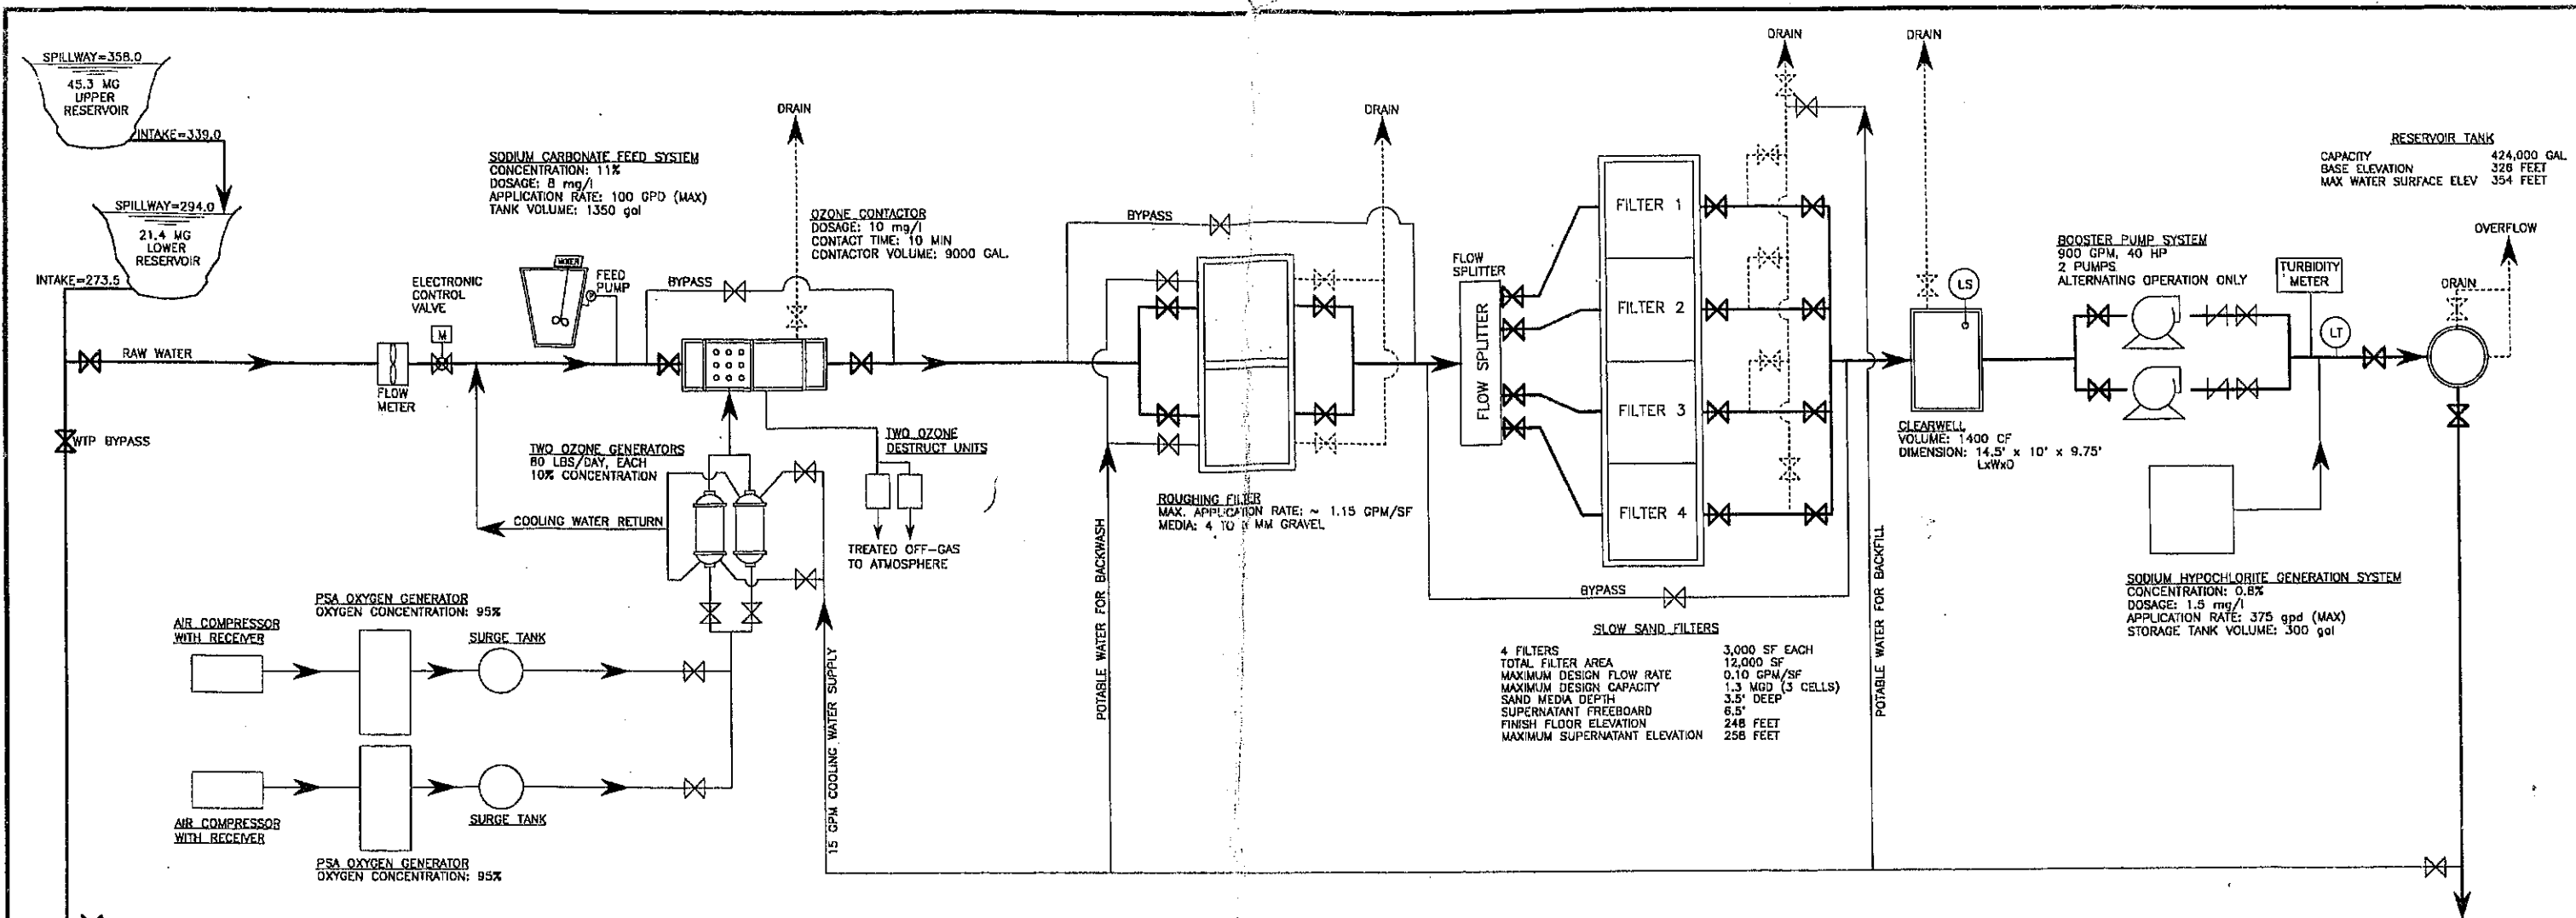 SPILLWAY=358.0
45.3 MG
UPPER
RESERVOIR
INTAKE=339.0
SPILLWAY=294.0
21.4 MG
LOWER
RESERVOIR
INTAKE=273.5
RAW WATER
WTP BYPASS
FLOW
METER
ELECTRONIC
CONTROL
VALVE
M
SODIUM CARBONATE FEED SYSTEM
CONCENTRATION: 11%
DOSAGE: 8 mg/l
APPLICATION RATE: 100 GPD (MAX)
TANK VOLUME: 1350 gal
MIXER
FEED
PUMP
BYPASS
DRAIN
OZONE CONTACTOR
DOSAGE: 10 mg/l
CONTACT TIME: 10 MIN
CONTACTOR VOLUME: 9000 GAL.
TWO OZONE GENERATORS
80 LBS/DAY, EACH
10% CONCENTRATION
TWO OZONE
DESTRUCT UNITS
COOLING WATER RETURN
TREATED OFF-GAS
TO ATMOSPHERE
PSA OXYGEN GENERATOR
OXYGEN CONCENTRATION: 95%
AIR COMPRESSOR
WITH RECEIVER
SURGE TANK
AIR COMPRESSOR
WITH RECEIVER
SURGE TANK
PSA OXYGEN GENERATOR
OXYGEN CONCENTRATION: 95%
15 GPM COOLING WATER SUPPLY
BYPASS
DRAIN
POTABLE WATER FOR BACKWASH
ROUGHING FILTER
MAX. APPLICATION RATE: ~ 1.15 GPM/SF
MEDIA: 4 TO MM GRAVEL
FLOW
SPLITTER
FLOW SPLITTER
FILTER 1
FILTER 2
FILTER 3
FILTER 4
DRAIN
BYPASS
SLOW SAND FILTERS
4 FILTERS 3,000 SF EACH
TOTAL FILTER AREA 12,000 SF
MAXIMUM DESIGN FLOW RATE 0.10 GPM/SF
MAXIMUM DESIGN CAPACITY 1.3 MGD (3 CELLS)
SAND MEDIA DEPTH 3.5' DEEP
SUPERNATANT FREEBOARD 6.5'
FINISH FLOOR ELEVATION 248 FEET
MAXIMUM SUPERNATANT ELEVATION 258 FEET
POTABLE WATER FOR BACKFILL
DRAIN
LS
CLEARWELL
VOLUME: 1400 CF
DIMENSION: 14.5' x 10' x 9.75'
LxWxD
BOOSTER PUMP SYSTEM
900 GPM, 40 HP
2 PUMPS
ALTERNATING OPERATION ONLY
TURBIDITY
METER
LT
RESERVOIR TANK
CAPACITY 424,000 GAL
BASE ELEVATION 326 FEET
MAX WATER SURFACE ELEV 354 FEET
OVERFLOW
DRAIN
SODIUM HYPOCHLORITE GENERATION SYSTEM
CONCENTRATION: 0.8%
DOSAGE: 1.5 mg/l
APPLICATION RATE: 375 gpd (MAX)
STORAGE TANK VOLUME: 300 gal